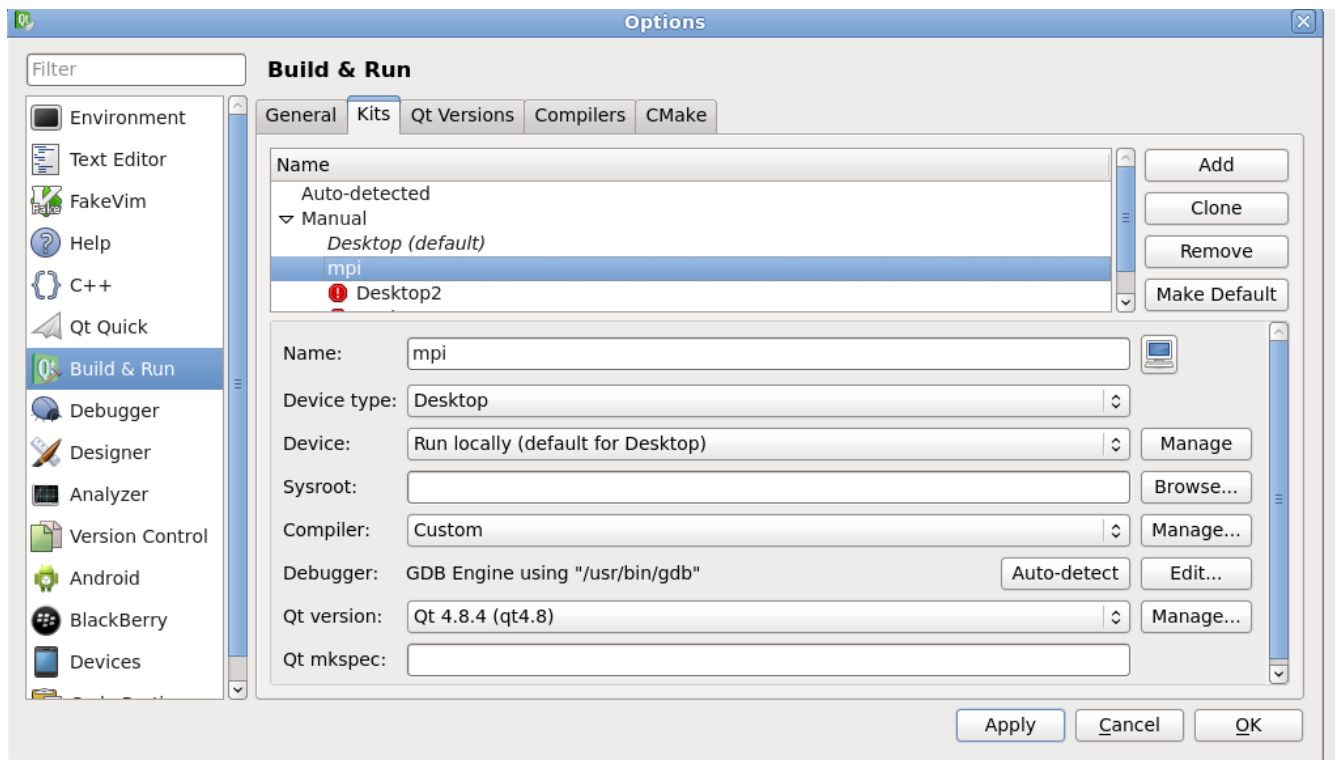 Options
Filter
Build & Run
Environment
Text Editor
FakeVim
Help
C++
Qt Quick
Build & Run
Debugger
Designer
Analyzer
Version Control
Android
BlackBerry
Devices
General Kits Qt Versions Compilers CMake
Name
Auto-detected
Manual
Desktop (default)
mpi
Desktop2
Add
Clone
Remove
Make Default
Name: mpi
Device type: Desktop
Device: Run locally (default for Desktop) Manage
Sysroot: Browse...
Compiler: Custom Manage...
Debugger: GDB Engine using "/usr/bin/gdb" Auto-detect Edit...
Qt version: Qt 4.8.4 (qt4.8) Manage...
Qt mkspec:
Apply Cancel OK